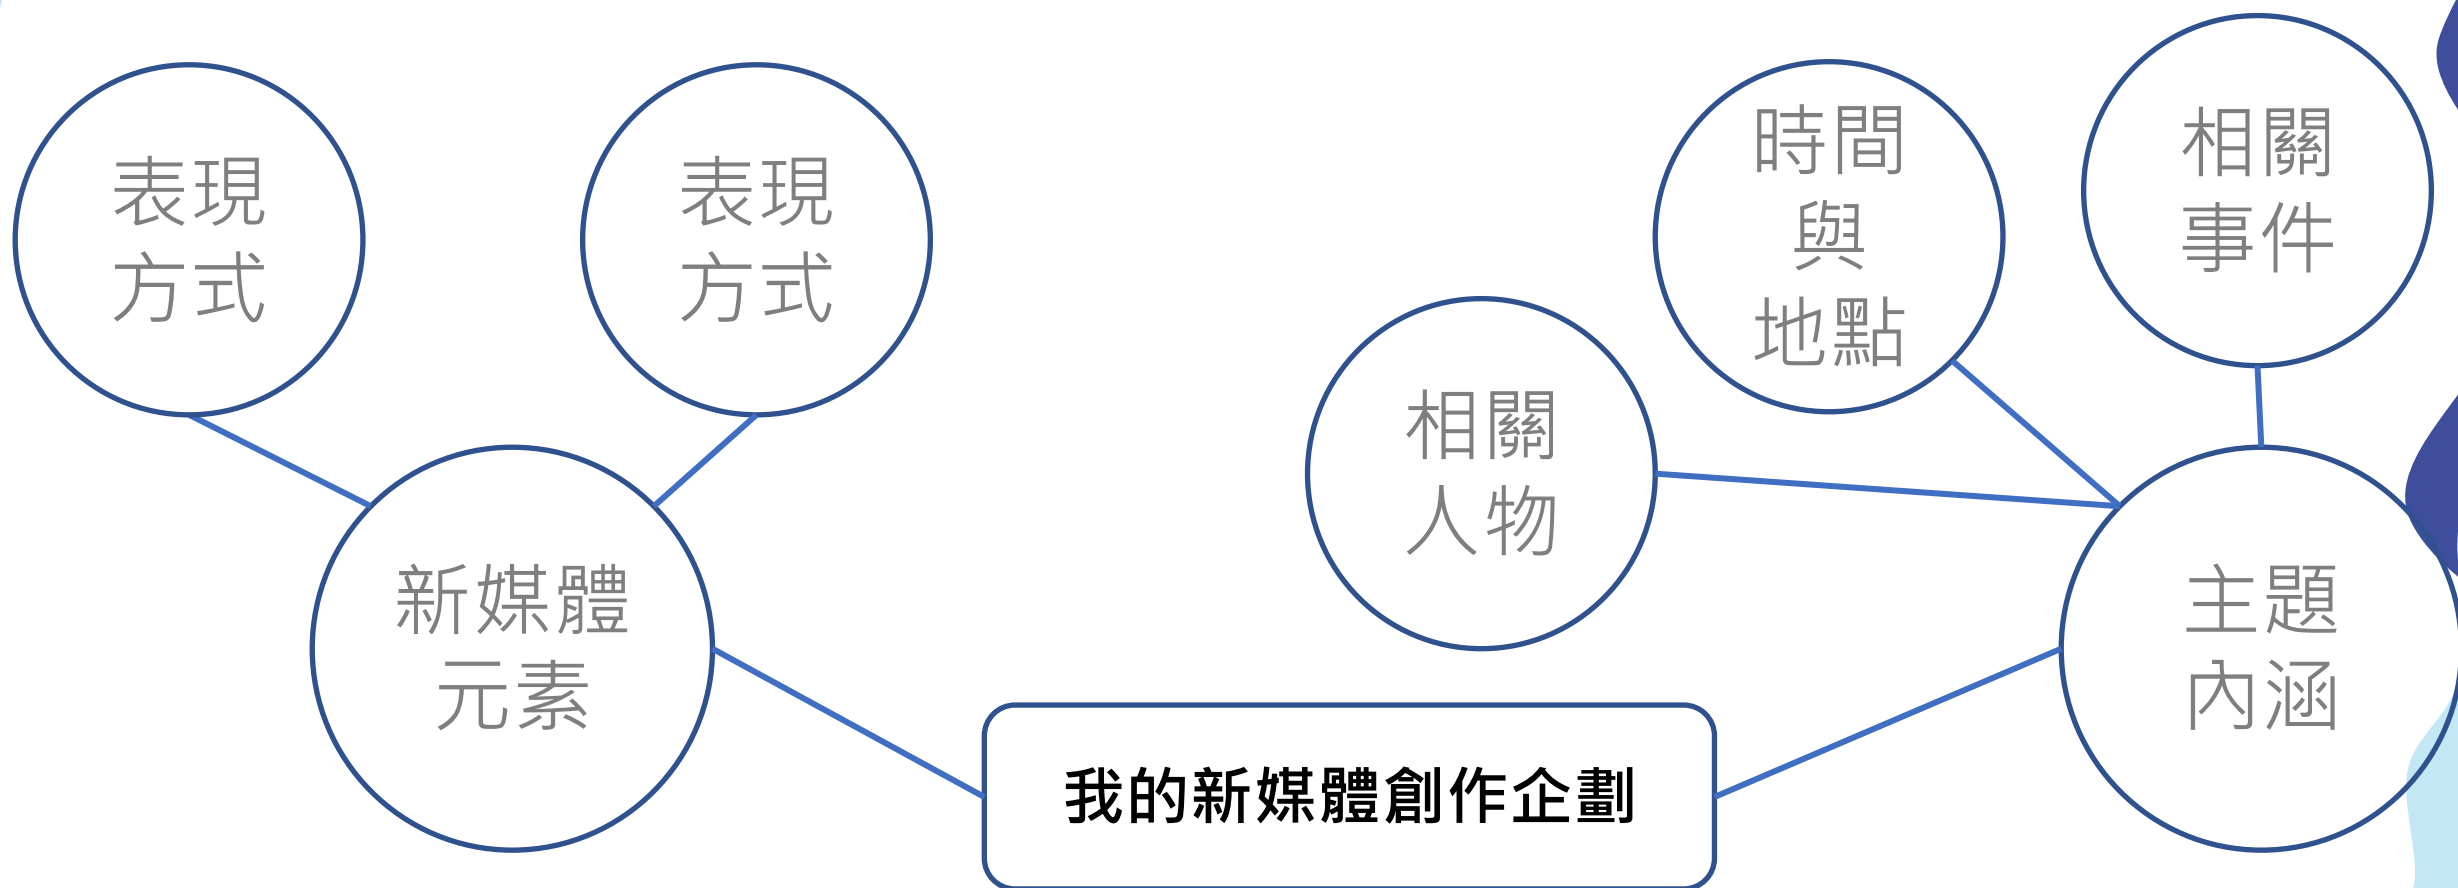 表現
方式
表現
方式
時間
與
地點
相關
事件
相關
人物
新媒體
元素
主題
內涵
我的新媒體創作企劃